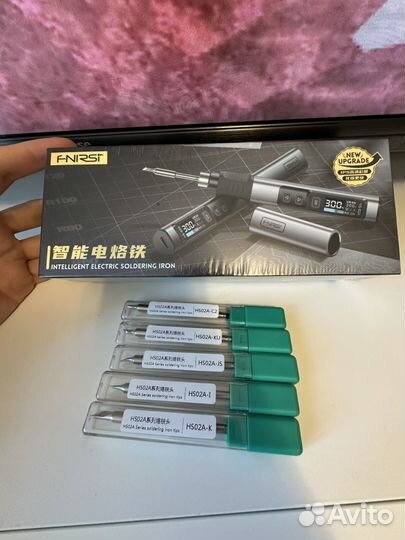 FNIRSI
NEW
UPGRADE
300
300
FNIRSI
智能电烙铁
INTELLIGENT ELECTRIC SOLDERING IRON
HS02A系列烙铁头
HS02A Series soldering iron tips
HS02A-C2
HS02A系列烙铁头
HS02A Series soldering iron tips
HS02A-KU
HS02A系列烙铁头
HS02A Series soldering iron tips
HS02A-JS
HS02A系列烙铁头
HS02A Series soldering iron tips
HS02A-I
HS02A系列烙铁头
HS02A Series soldering iron tips
HS02A-K
Avito